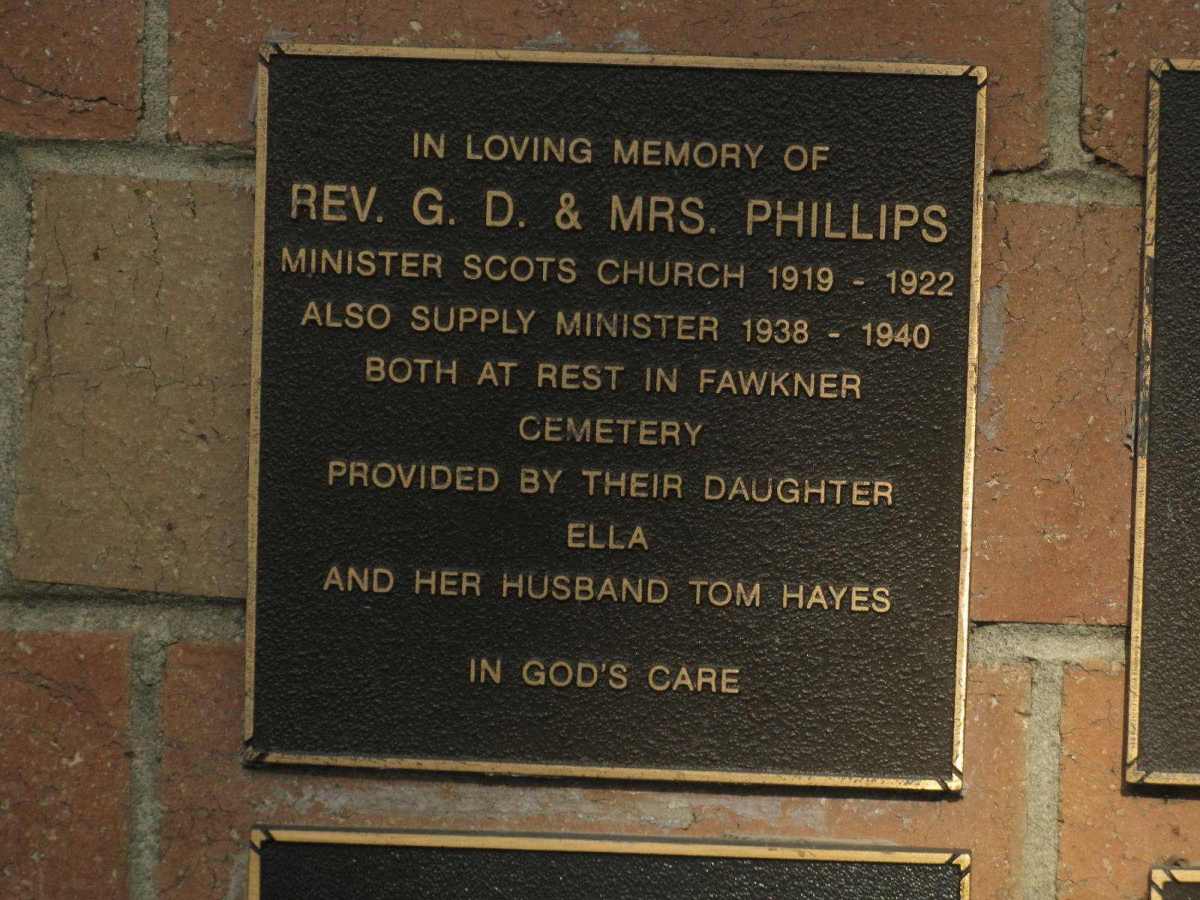 IN LOVING MEMORY OF
REV. G. D. & MRS. PHILLIPS
MINISTER SCOTS CHURCH 1919 - 1922
ALSO SUPPLY MINISTER 1938 - 1940
BOTH AT REST IN FAWKNER
CEMETERY
PROVIDED BY THEIR DAUGHTER
ELLA
AND HER HUSBAND TOM HAYES
IN GOD'S CARE